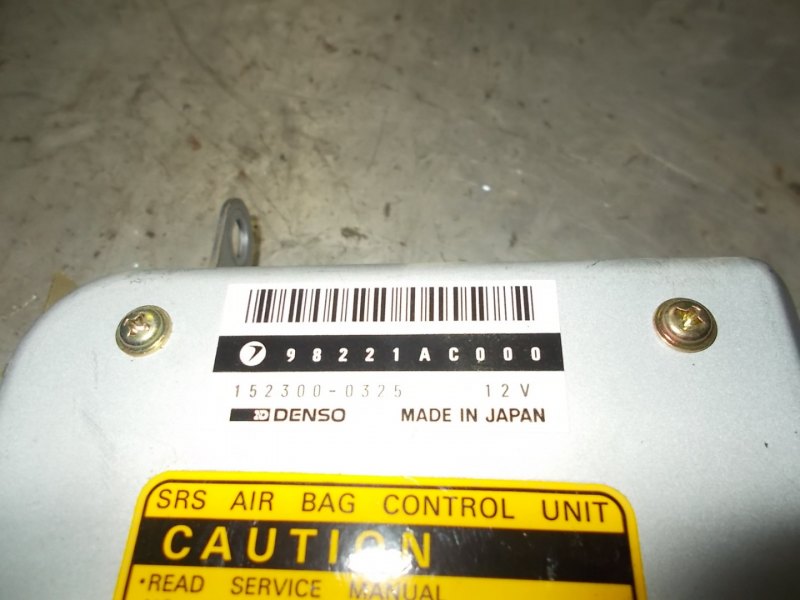 98221AC000
152300-0325 12V
DENSO MADE IN JAPAN
SRS AIR BAG CONTROL UNIT
CAUTION
•READ SERVICE MANUAL